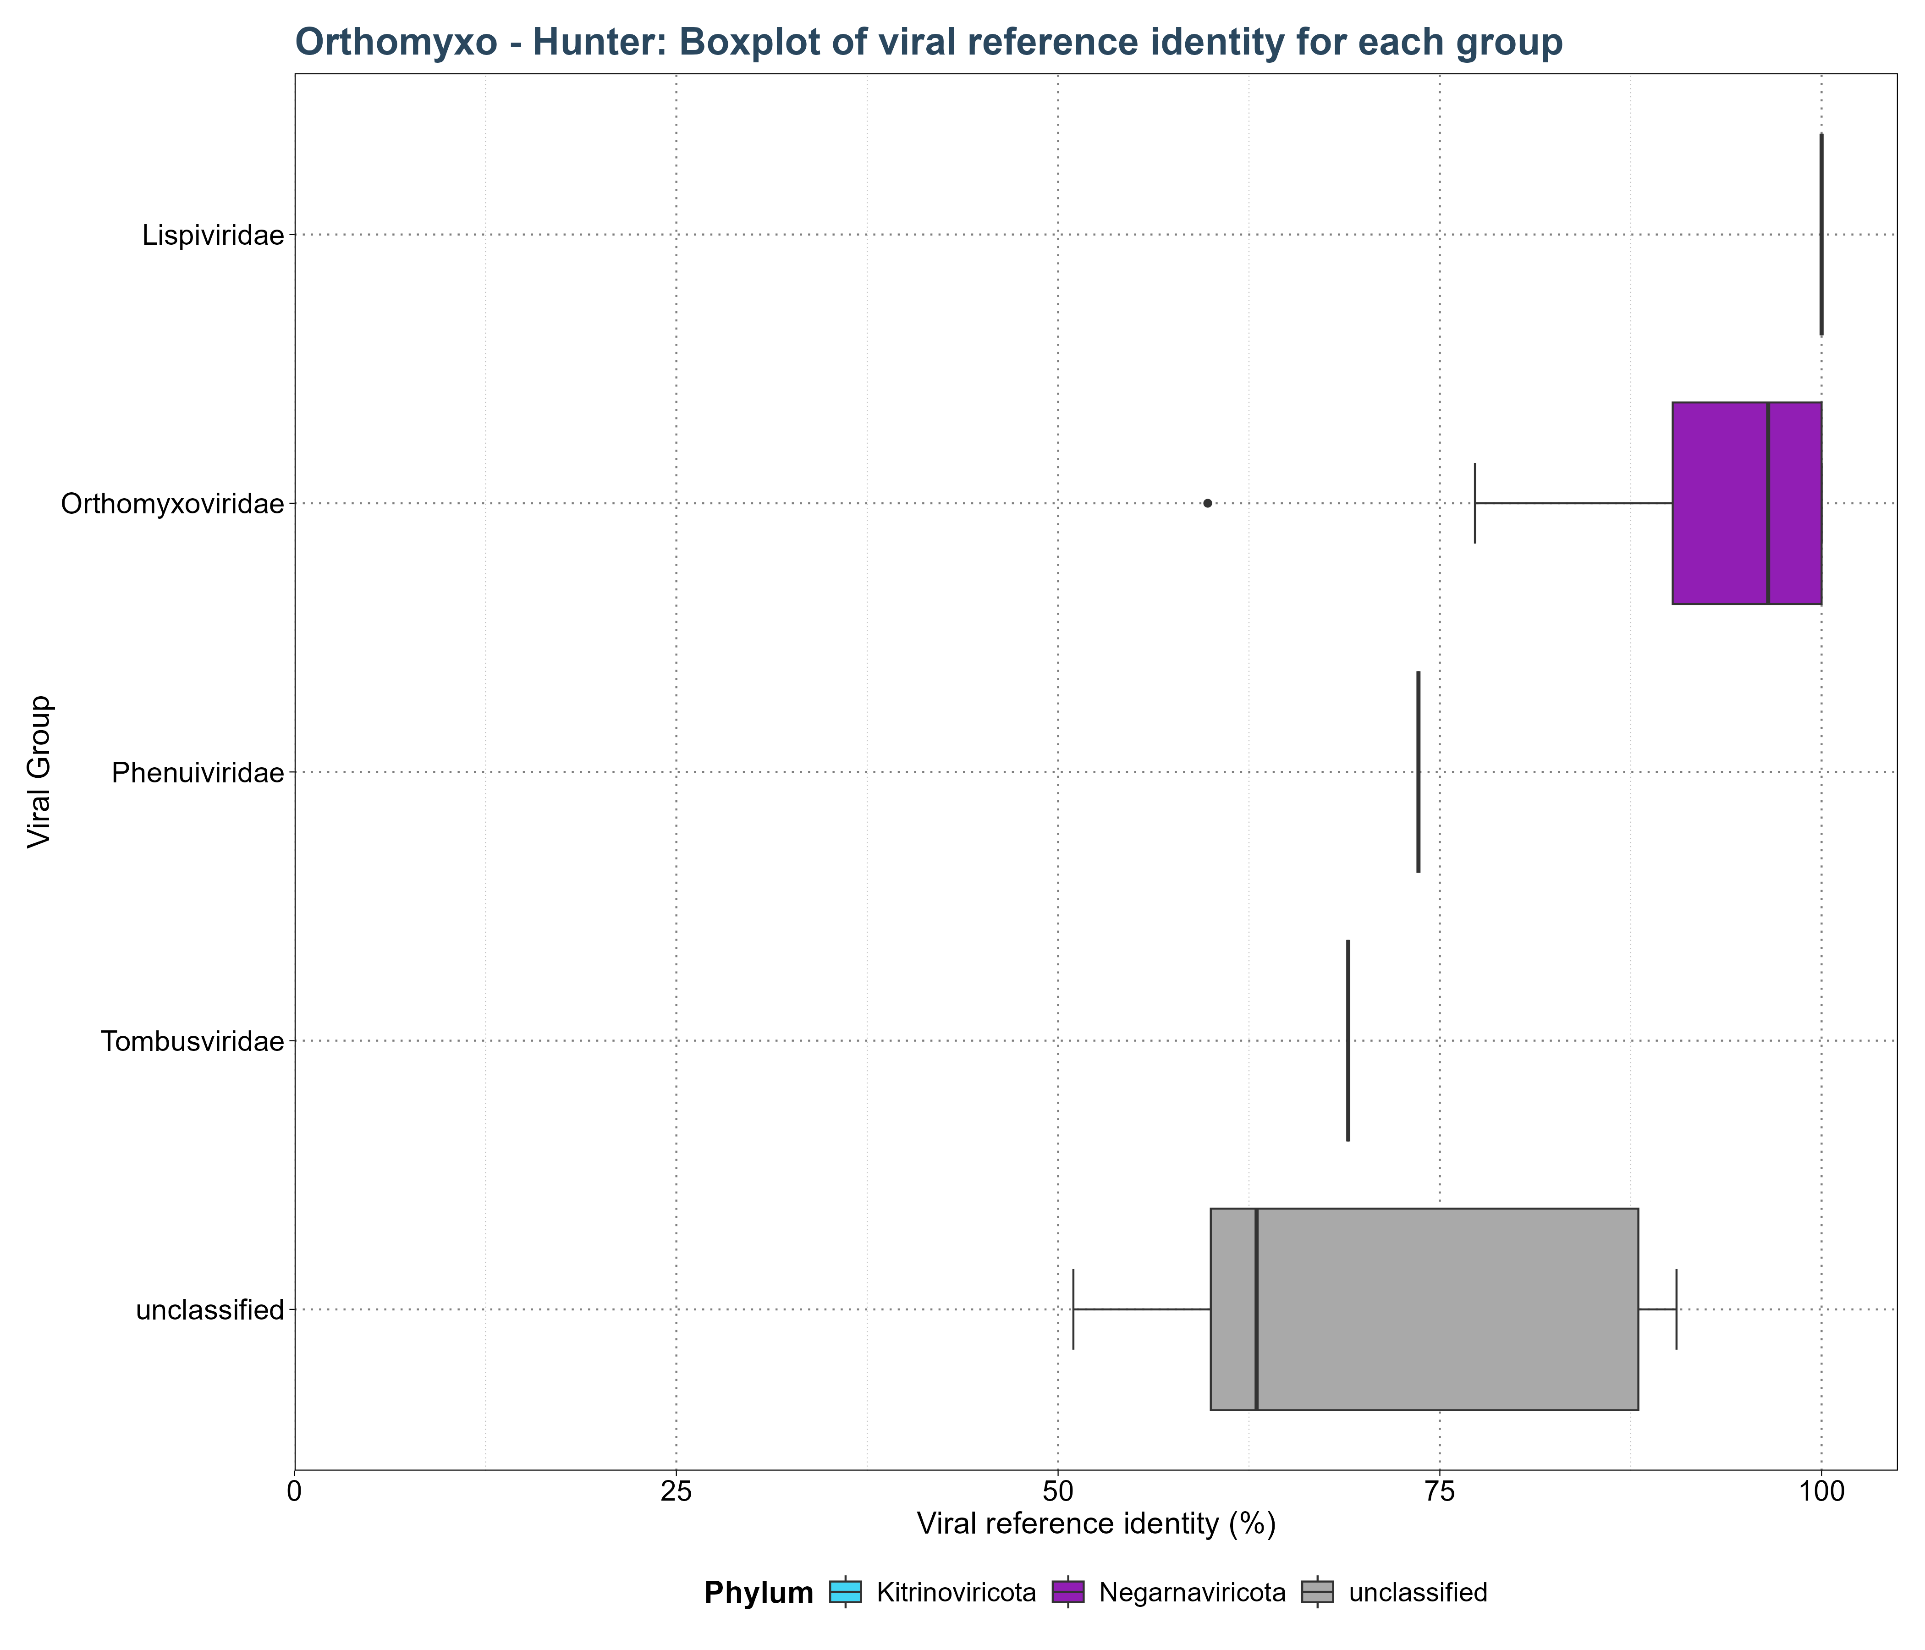 Orthomyxo - Hunter: Boxplot of viral reference identity for each group
Viral Group
Lispiviridae
Orthomyxoviridae
Phenuiviridae
Tombusviridae
unclassified
0 25 50 75 100
Viral reference identity (%)
Phylum Kitrinoviricota Negarnaviricota unclassified